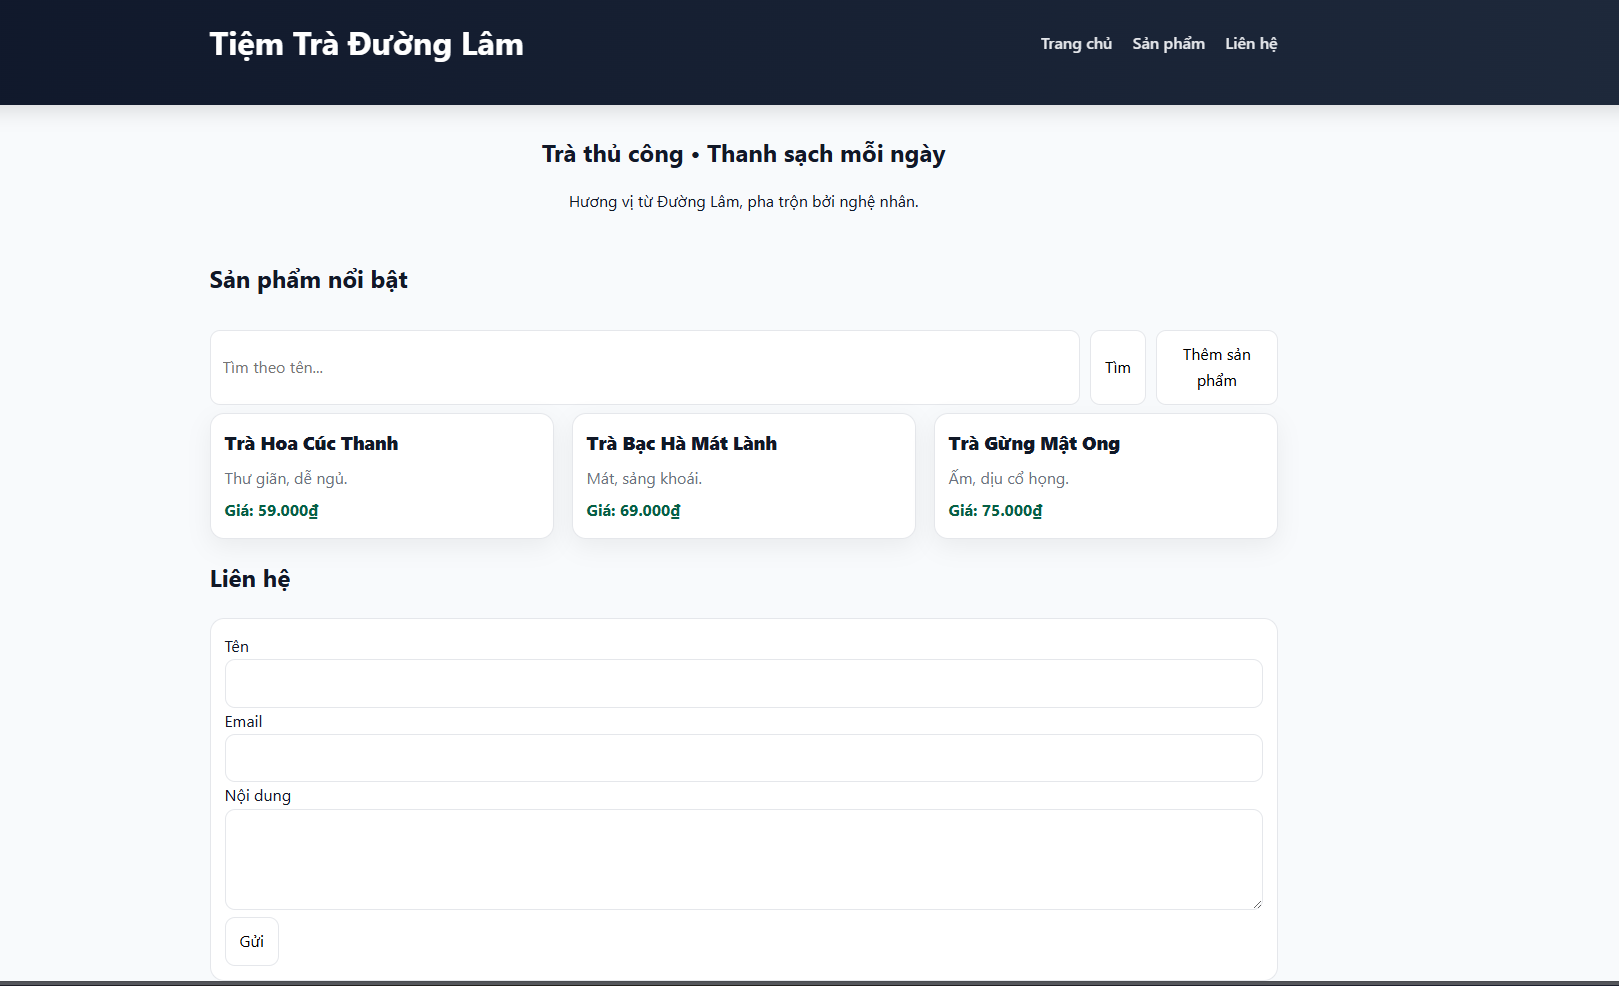 Tiệm Trà Đường Lâm
Trang chủ Sản phẩm Liên hệ
Trà thủ công • Thanh sạch mỗi ngày
Hương vị từ Đường Lâm, pha trộn bởi nghệ nhân.
Sản phẩm nổi bật
Tìm theo tên...
Tìm
Thêm sản
phẩm
Trà Hoa Cúc Thanh
Thư giãn, dễ ngủ.
Giá: 59.000₫
Trà Bạc Hà Mát Lành
Mát, sảng khoái.
Giá: 69.000₫
Trà Gừng Mật Ong
Ấm, dịu cổ họng.
Giá: 75.000₫
Liên hệ
Tên
Email
Nội dung
Gửi